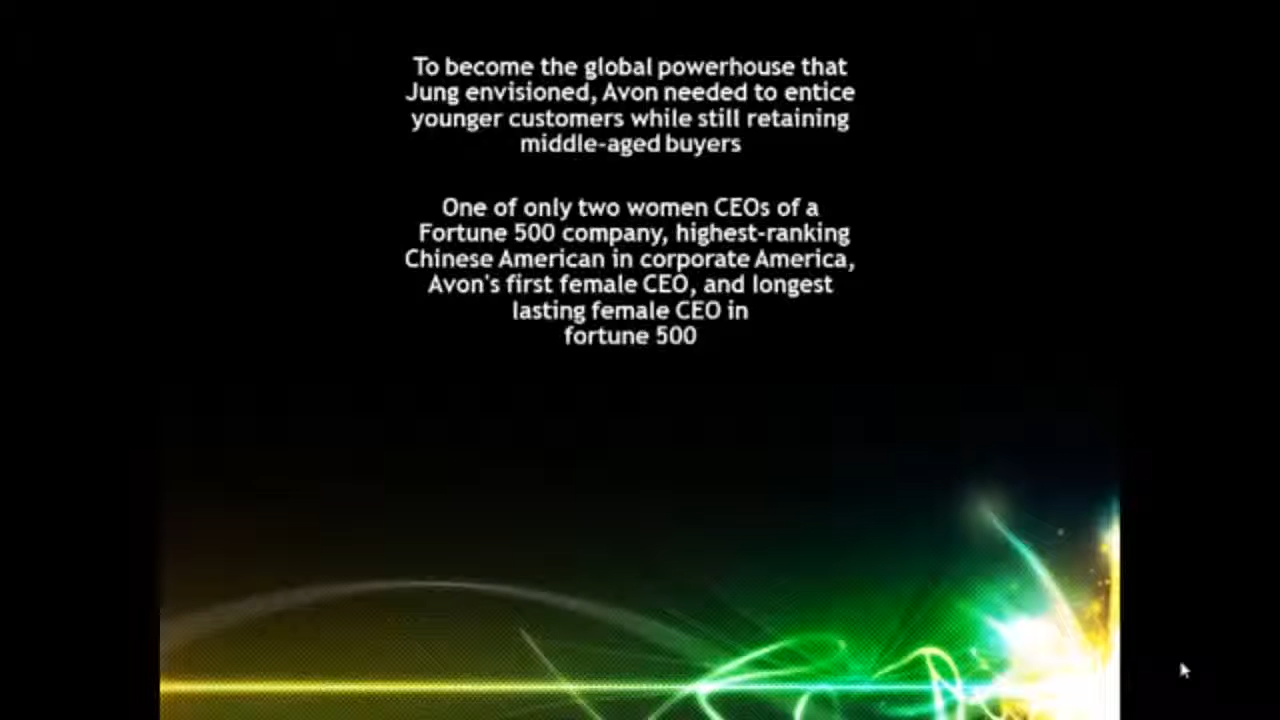 To become the global powerhouse that
Jung envisioned, Avon needed to entice
younger customers while still retaining
middle-aged buyers
One of only two women CEOs of a
Fortune 500 company, highest-ranking
Chinese American in corporate America,
Avon's first female CEO, and longest
lasting female CEO in
fortune 500